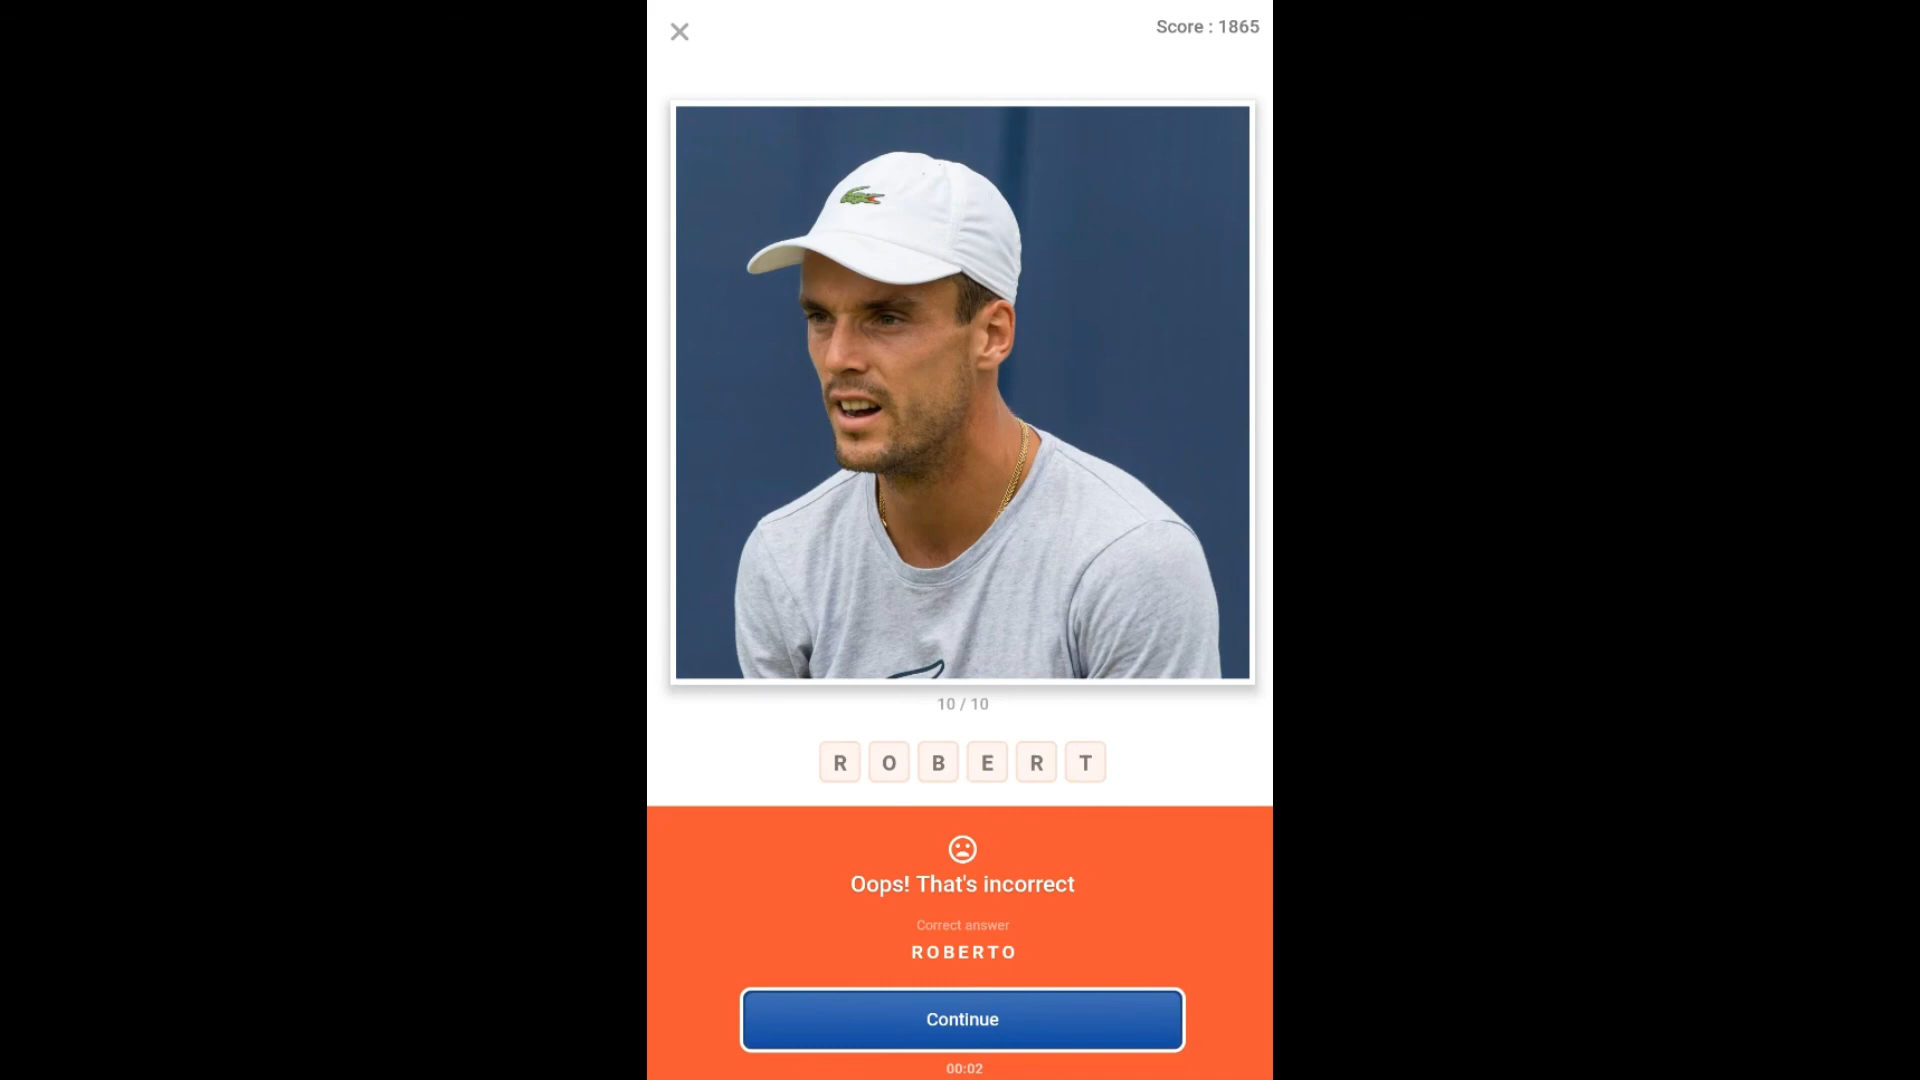 Score : 1865
10 / 10
R O B E R T
Oops! That's incorrect
Correct answer
ROBERTO
Continue
00:02